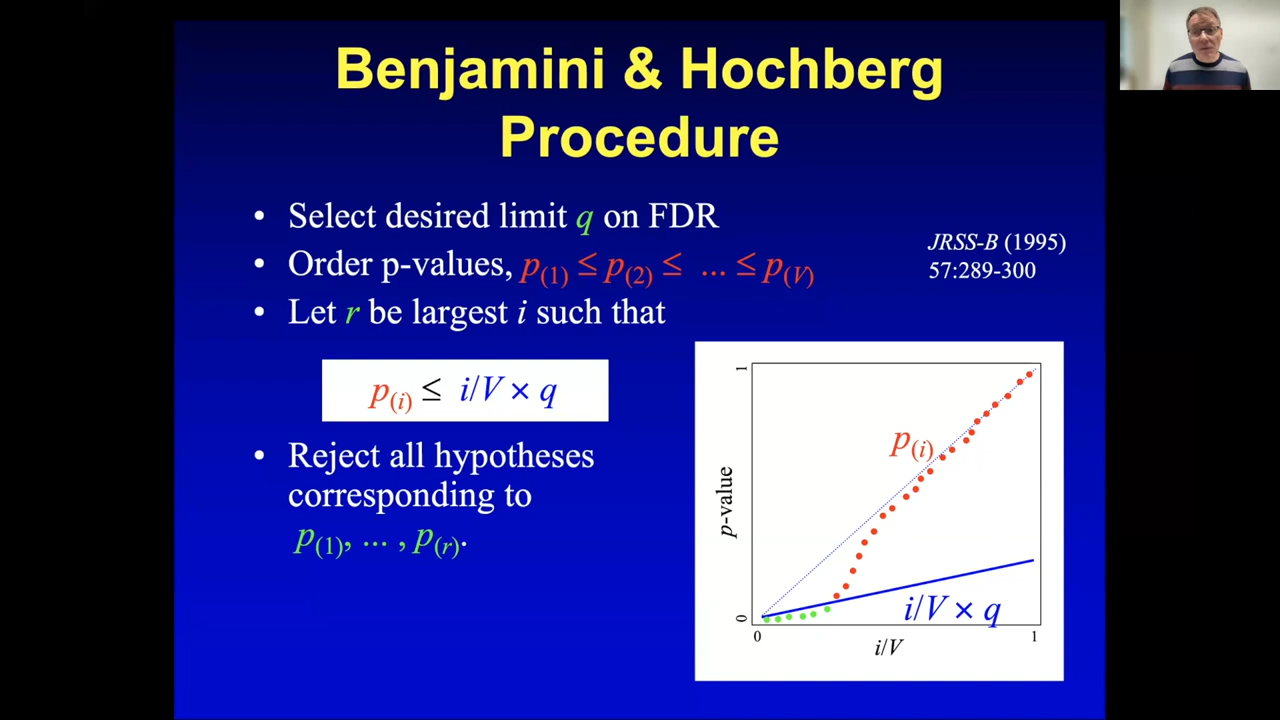 Benjamini & Hochberg
Procedure
• Select desired limit q on FDR
• Order p-values, p(1) ≤ p(2) ≤ ... ≤ p(V)
• Let r be largest i such that
JRSS-B (1995)
57:289-300
p(i) ≤ i/V × q
• Reject all hypotheses
corresponding to
p(1), ... , p(r).
1
p(i)
p-value
i/V × q
0
0
1
i/V